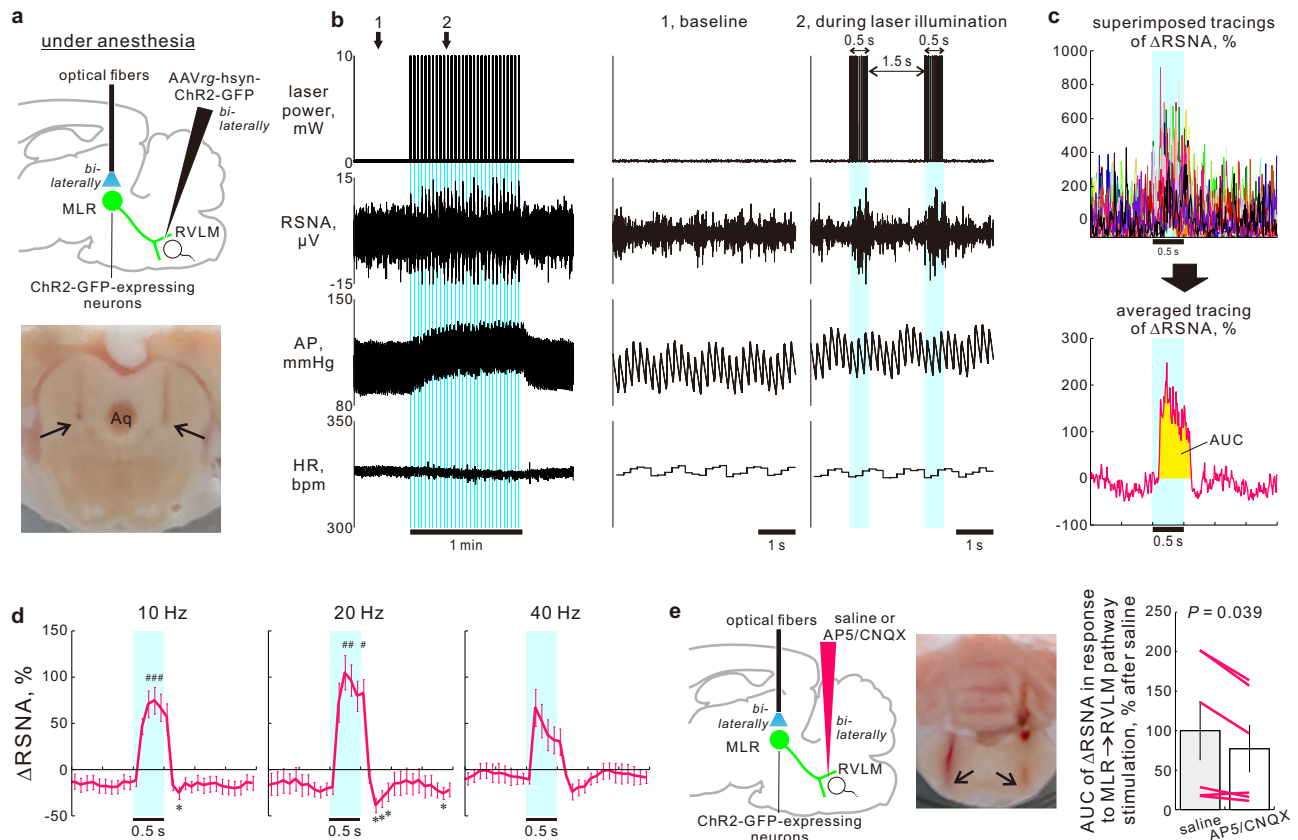 a
under anesthesia
optical fibers
AAVrg-hsyn-
ChR2-GFP
bi-
laterally
bi-
laterally
MLR
RVLM
ChR2-GFP-expressing
neurons
Aq
b
1
2
1, baseline
2, during laser illumination
0.5 s
0.5 s
1.5 s
laser
power,
mW
10
0
RSNA,
µV
15
-15
AP,
mmHg
150
80
HR,
bpm
350
300
1 min
1 s
1 s
c
superimposed tracings
of ΔRSNA, %
1000
800
600
400
200
0
0.5 s
averaged tracing
of ΔRSNA, %
300
200
100
0
-100
AUC
0.5 s
d
10 Hz
20 Hz
40 Hz
ΔRSNA, %
150
100
50
0
-50
###
*
0.5 s
## #
***
*
0.5 s
0.5 s
e
optical fibers
saline or
AP5/CNQX
bi-
laterally
bi-
laterally
MLR
RVLM
ChR2-GFP-expressing
neurons
AUC of ΔRSNA in response
to MLR→RVLM pathway
stimulation, % after saline
250
200
150
100
50
0
P = 0.039
saline
AP5/CNQX